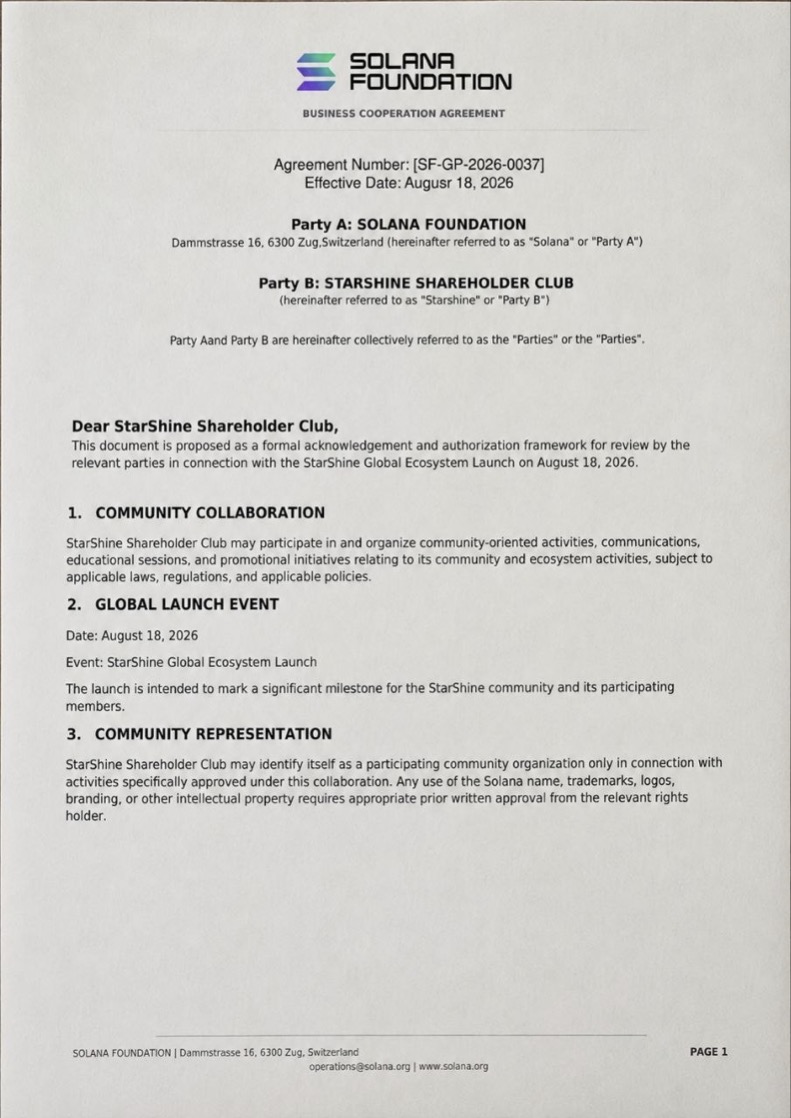 SOLANA
FOUNDATION
BUSINESS COOPERATION AGREEMENT
Agreement Number: [SF-GP-2026-0037]
Effective Date: Augusr 18, 2026
Party A: SOLANA FOUNDATION
Dammstrasse 16, 6300 Zug,Switzerland (hereinafter referred to as "Solana" or "Party A")
Party B: STARSHINE SHAREHOLDER CLUB
(hereinafter referred to as "Starshine" or "Party B")
Party Aand Party B are hereinafter collectively referred to as the "Parties" or the "Parties".
Dear StarShine Shareholder Club,
This document is proposed as a formal acknowledgement and authorization framework for review by the
relevant parties in connection with the StarShine Global Ecosystem Launch on August 18, 2026.
1. COMMUNITY COLLABORATION
StarShine Shareholder Club may participate in and organize community-oriented activities, communications,
educational sessions, and promotional initiatives relating to its community and ecosystem activities, subject to
applicable laws, regulations, and applicable policies.
2. GLOBAL LAUNCH EVENT
Date: August 18, 2026
Event: StarShine Global Ecosystem Launch
The launch is intended to mark a significant milestone for the StarShine community and its participating
members.
3. COMMUNITY REPRESENTATION
StarShine Shareholder Club may identify itself as a participating community organization only in connection with
activities specifically approved under this collaboration. Any use of the Solana name, trademarks, logos,
branding, or other intellectual property requires appropriate prior written approval from the relevant rights
holder.
SOLANA FOUNDATION | Dammstrasse 16, 6300 Zug, Switzerland
PAGE 1
operations@solana.org | www.solana.org